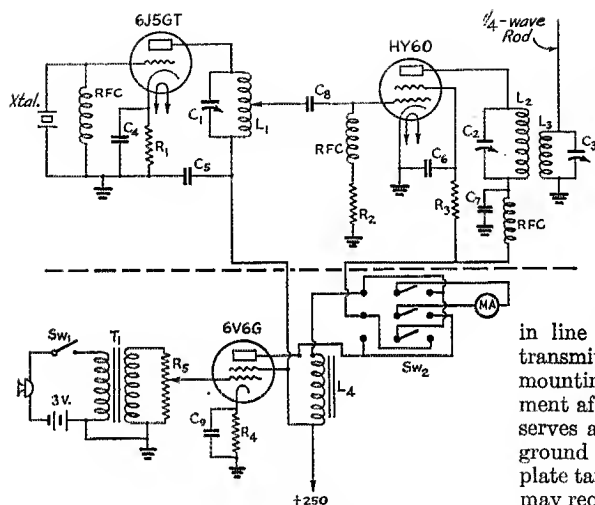 6J5GT
HY60
1/4-wave
Rod
Xtal.
RFC
C4
R1
C1
L1
C5
C8
RFC
R2
C6
R3
C2
L2
L3
C3
C7
RFC
Sw1
3V.
T1
R5
6V6G
C9
R4
L4
+250
Sw2
MA
in line
transmit
mountin
ment af
serves a
ground
plate ta
may rec